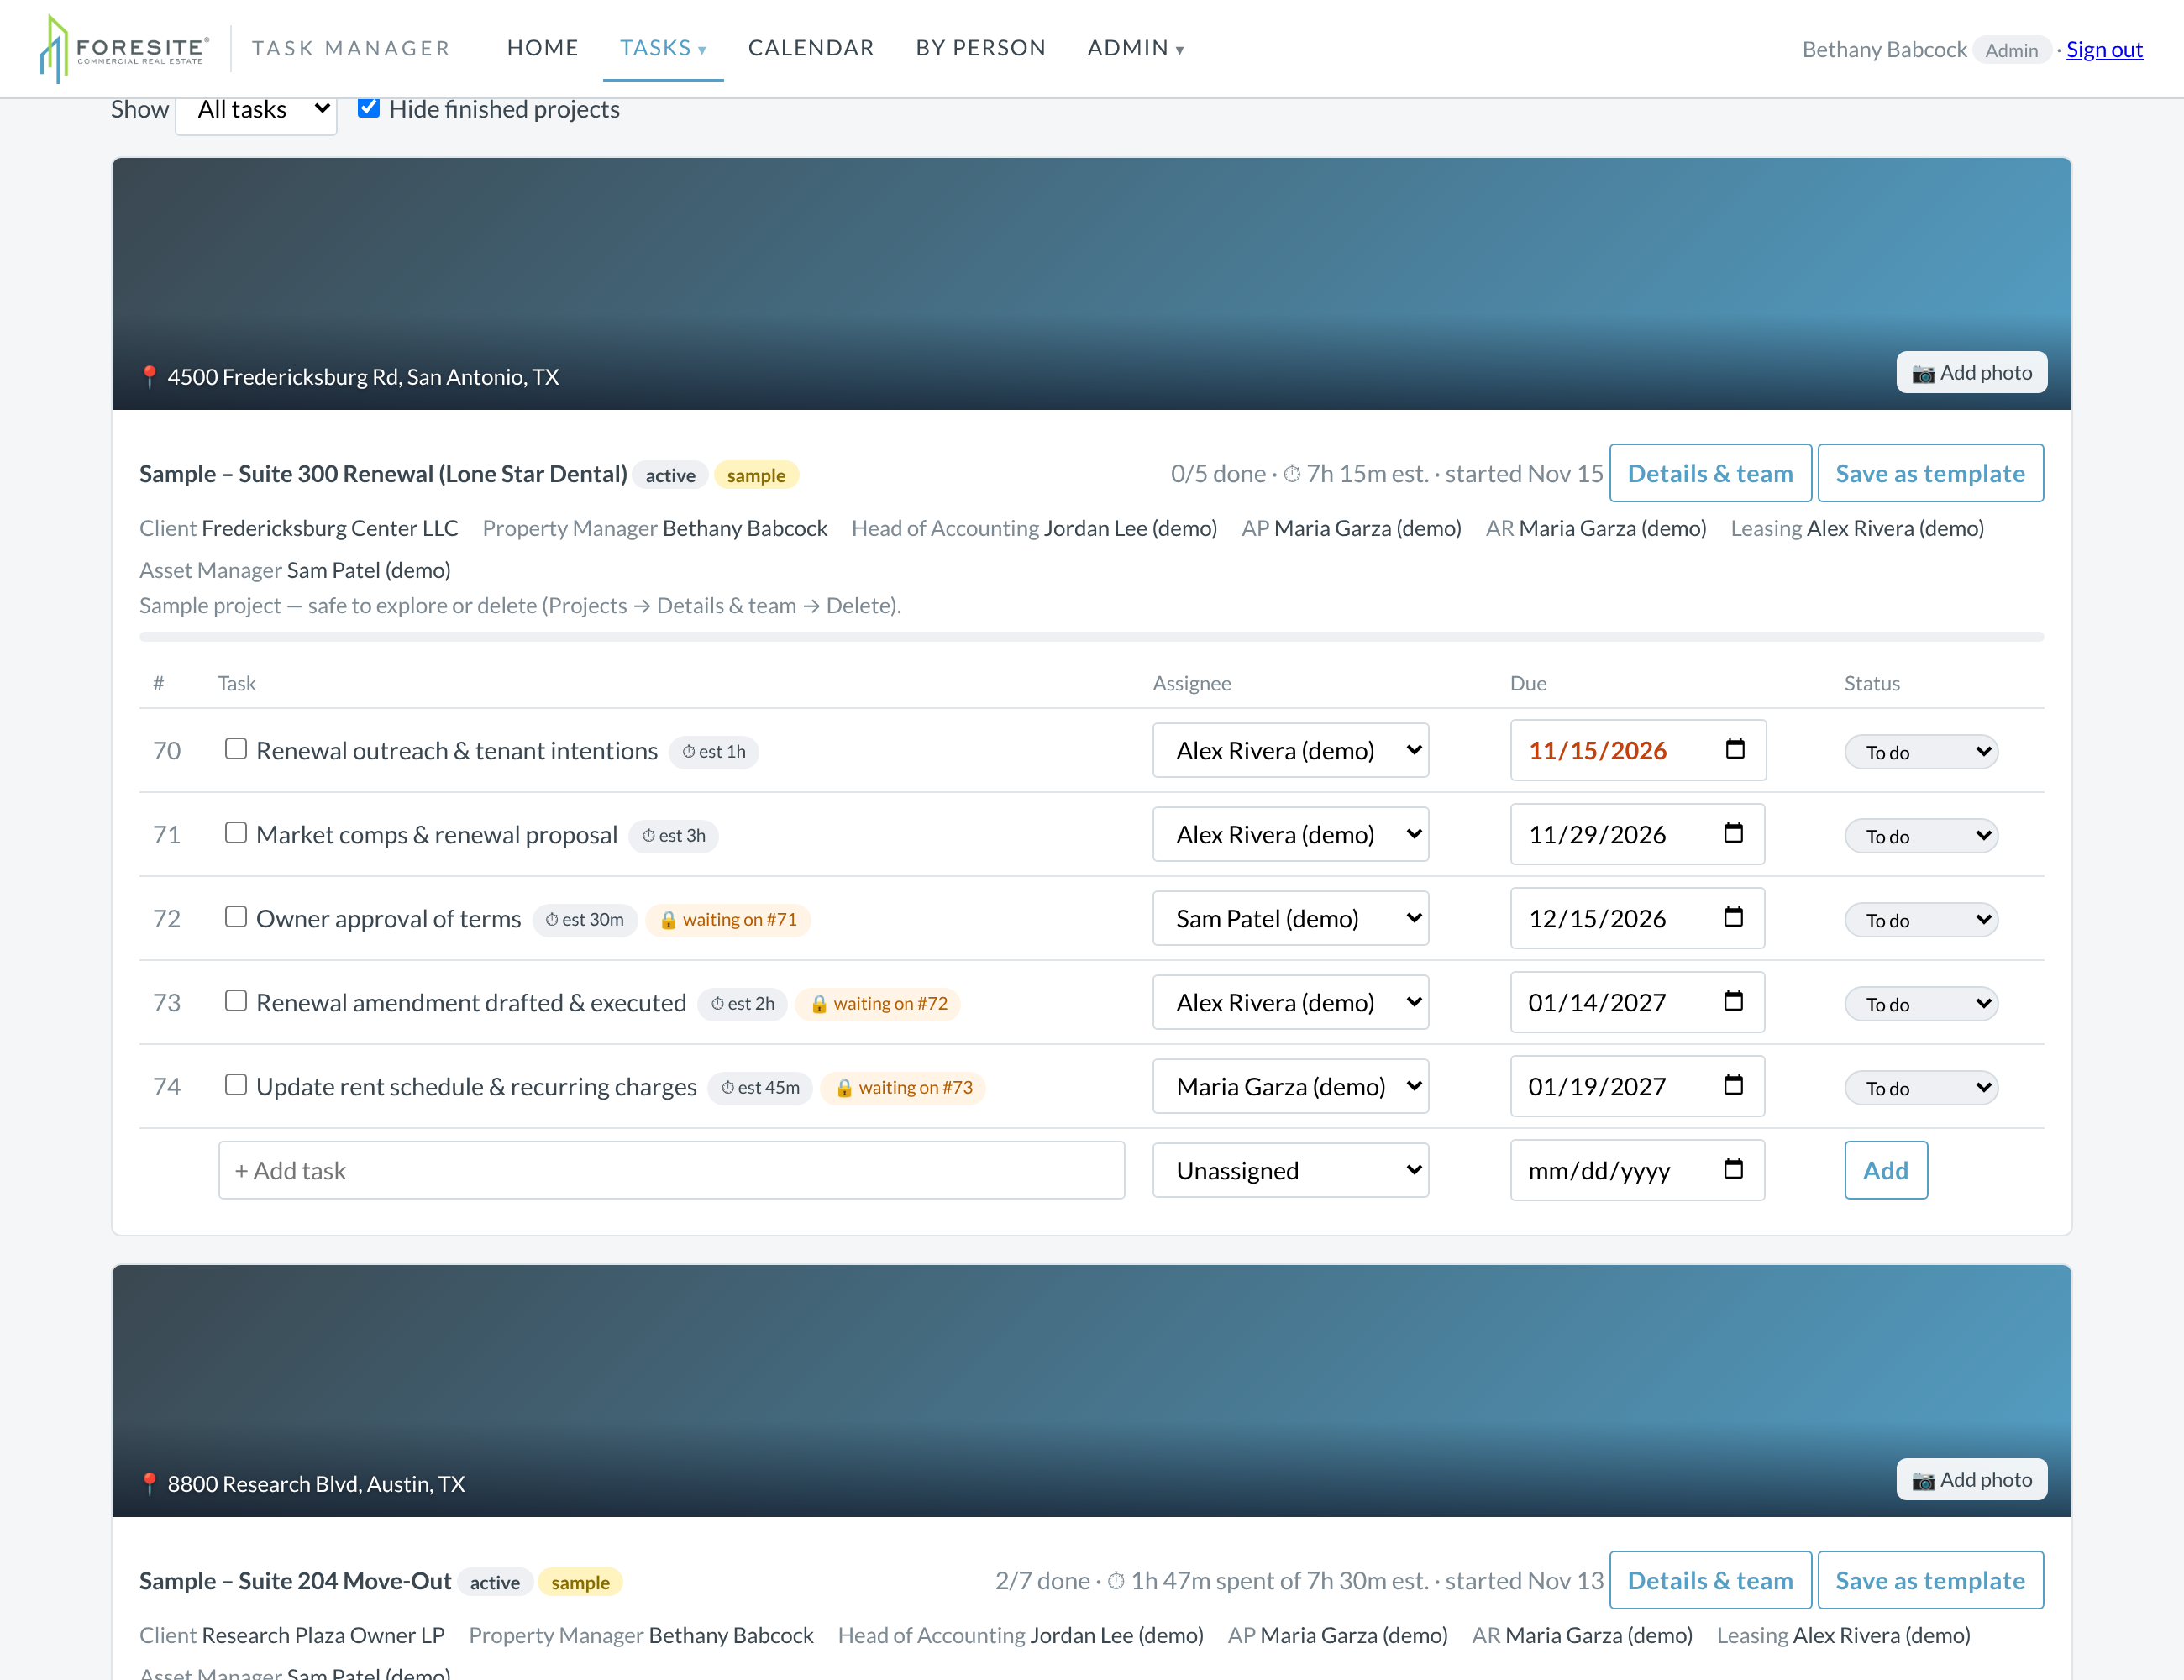 FORESITE®
COMMERCIAL REAL ESTATE
TASK MANAGER
HOME TASKS ▾ CALENDAR BY PERSON ADMIN ▾
Bethany Babcock Admin · Sign out
Show All tasks Hide finished projects
📍 4500 Fredericksburg Rd, San Antonio, TX
📷 Add photo
Sample – Suite 300 Renewal (Lone Star Dental) active sample
0/5 done · ⏱ 7h 15m est. · started Nov 15 Details & team Save as template
Client Fredericksburg Center LLC Property Manager Bethany Babcock Head of Accounting Jordan Lee (demo) AP Maria Garza (demo) AR Maria Garza (demo) Leasing Alex Rivera (demo)
Asset Manager Sam Patel (demo)
Sample project — safe to explore or delete (Projects → Details & team → Delete).
# Task Assignee Due Status
70 Renewal outreach & tenant intentions ⏱ est 1h Alex Rivera (demo) 11/15/2026 To do
71 Market comps & renewal proposal ⏱ est 3h Alex Rivera (demo) 11/29/2026 To do
72 Owner approval of terms ⏱ est 30m 🔒 waiting on #71 Sam Patel (demo) 12/15/2026 To do
73 Renewal amendment drafted & executed ⏱ est 2h 🔒 waiting on #72 Alex Rivera (demo) 01/14/2027 To do
74 Update rent schedule & recurring charges ⏱ est 45m 🔒 waiting on #73 Maria Garza (demo) 01/19/2027 To do
+ Add task Unassigned mm/dd/yyyy Add
📍 8800 Research Blvd, Austin, TX
📷 Add photo
Sample – Suite 204 Move-Out active sample
2/7 done · ⏱ 1h 47m spent of 7h 30m est. · started Nov 13 Details & team Save as template
Client Research Plaza Owner LP Property Manager Bethany Babcock Head of Accounting Jordan Lee (demo) AP Maria Garza (demo) AR Maria Garza (demo) Leasing Alex Rivera (demo)
Asset Manager Sam Patel (demo)